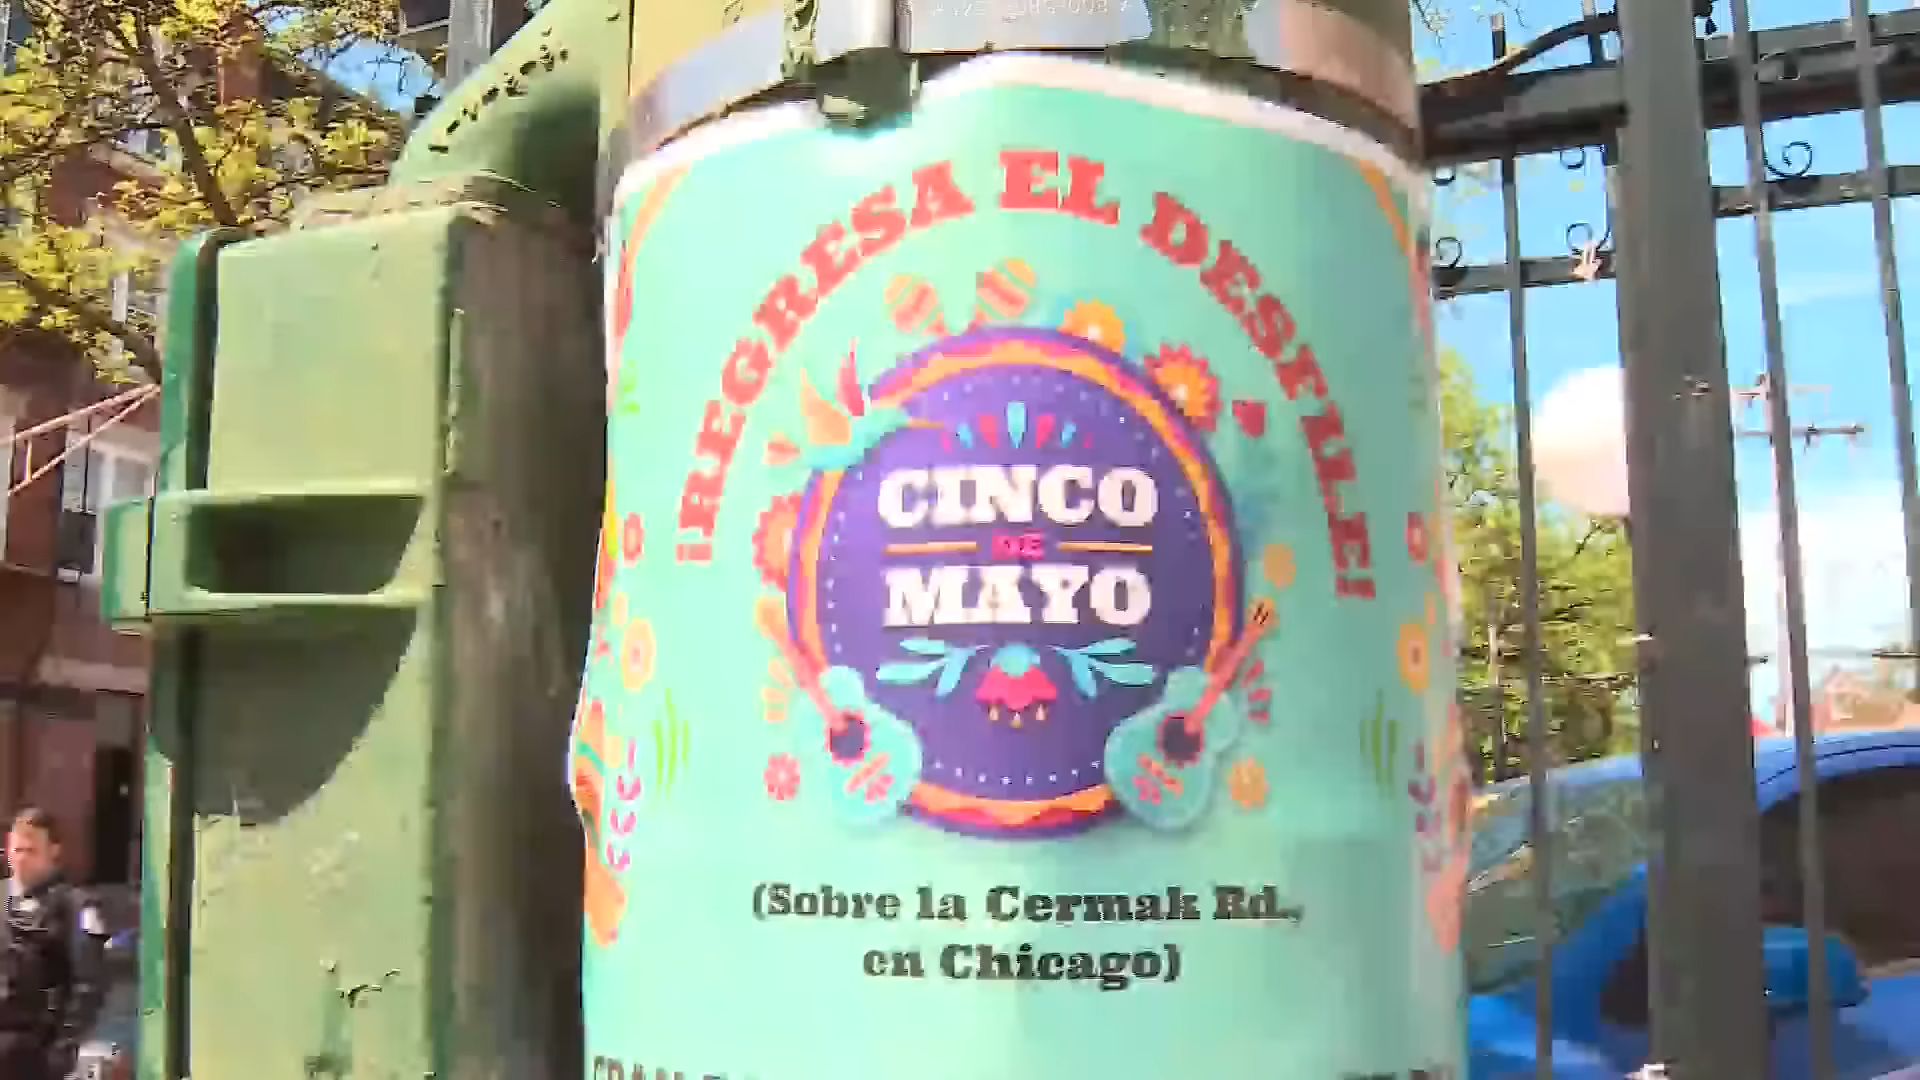 ¡REGRESA EL DESFILE!
CINCO
DE
MAYO
(Sobre la Cermak Rd.,
en Chicago)